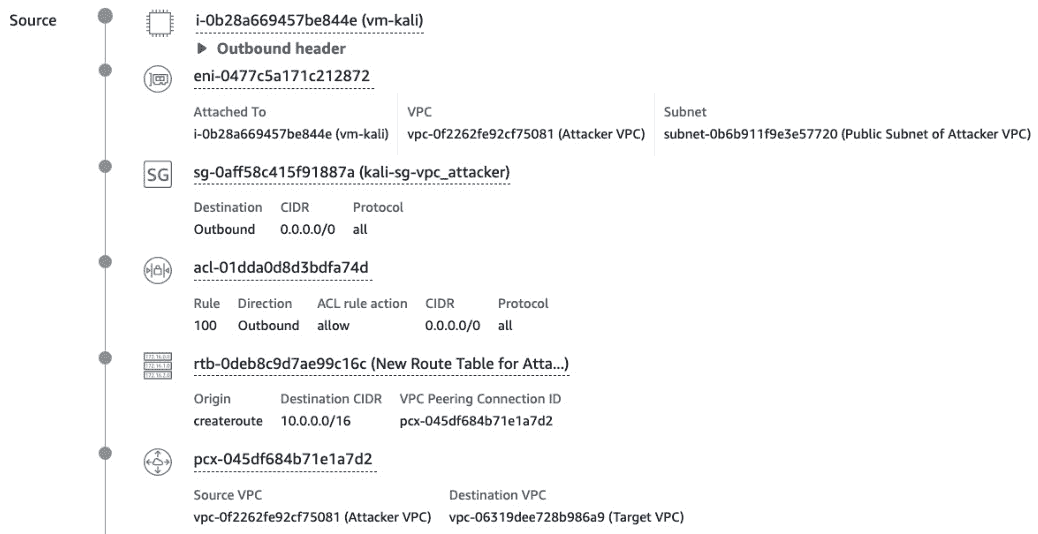 Source
i-0b28a669457be844e (vm-kali)
Outbound header
eni-0477c5a171c212872
Attached To VPC Subnet
i-0b28a669457be844e (vm-kali) vpc-0f2262fe92cf75081 (Attacker VPC) subnet-0b6b911f9e3e57720 (Public Subnet of Attacker VPC)
SG
sg-0aff58c415f91887a (kali-sg-vpc_attacker)
Destination CIDR Protocol
Outbound 0.0.0.0/0 all
acl-01dda0d8d3bdfa74d
Rule Direction ACL rule action CIDR Protocol
100 Outbound allow 0.0.0.0/0 all
rtb-0deb8c9d7ae99c16c (New Route Table for Atta...)
Origin Destination CIDR VPC Peering Connection ID
createroute 10.0.0.0/16 pcx-045df684b71e1a7d2
pcx-045df684b71e1a7d2
Source VPC Destination VPC
vpc-0f2262fe92cf75081 (Attacker VPC) vpc-06319dee728b986a9 (Target VPC)